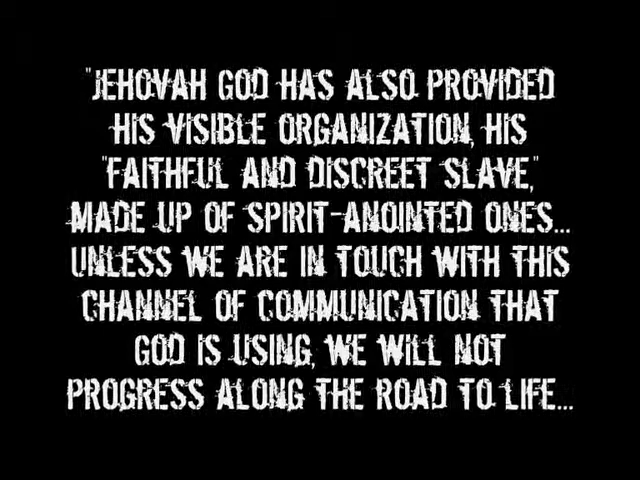 "JEHOVAH GOD HAS ALSO PROVIDED
HIS VISIBLE ORGANIZATION, HIS
"FAITHFUL AND DISCREET SLAVE,"
MADE UP OF SPIRIT-ANOINTED ONES...
UNLESS WE ARE IN TOUCH WITH THIS
CHANNEL OF COMMUNICATION THAT
GOD IS USING, WE WILL NOT
PROGRESS ALONG THE ROAD TO LIFE...